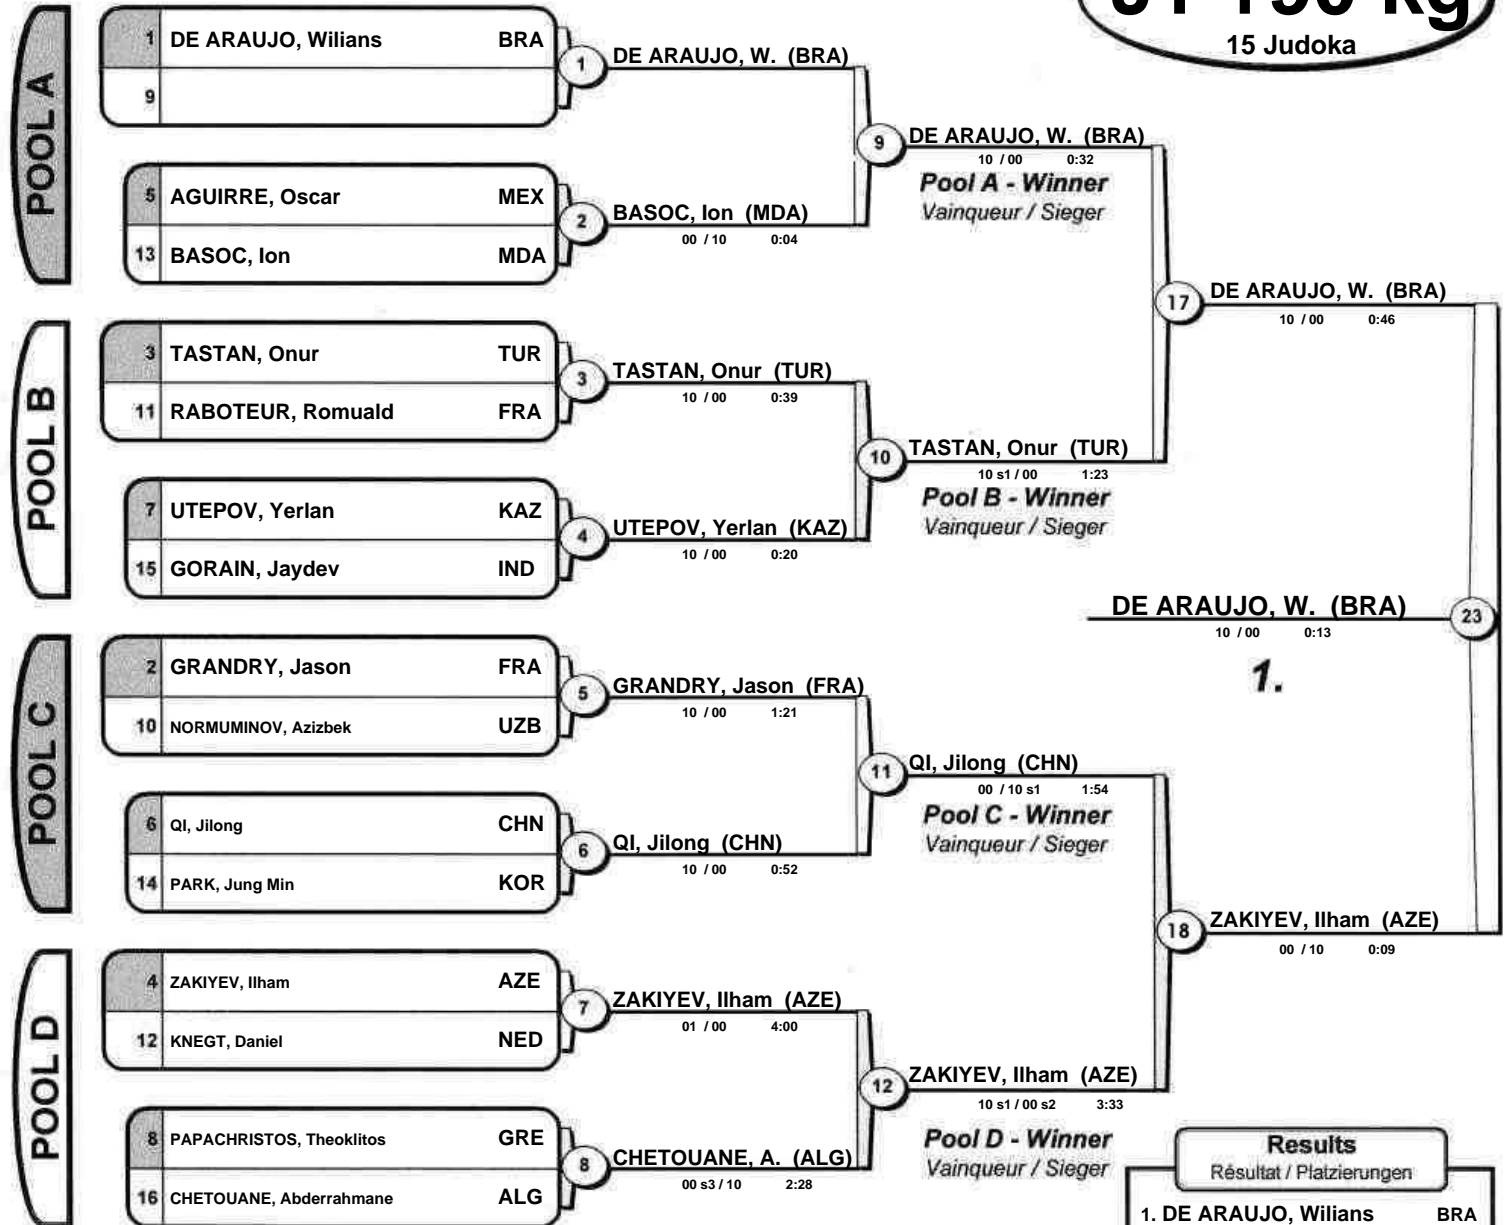 15 Judoka
POOL A
1 DE ARAUJO, Wilians BRA
9
1
DE ARAUJO, W. (BRA)
5 AGUIRRE, Oscar MEX
13 BASOC, Ion MDA
2
BASOC, Ion (MDA)
00 / 10 0:04
9
DE ARAUJO, W. (BRA)
10 / 00 0:32
Pool A - Winner
Vainqueur / Sieger
POOL B
3 TASTAN, Onur TUR
11 RABOTEUR, Romuald FRA
3
TASTAN, Onur (TUR)
10 / 00 0:39
7 UTEPOV, Yerlan KAZ
15 GORAIN, Jaydev IND
4
UTEPOV, Yerlan (KAZ)
10 / 00 0:20
10
TASTAN, Onur (TUR)
10 s1 / 00 1:23
Pool B - Winner
Vainqueur / Sieger
17
DE ARAUJO, W. (BRA)
10 / 00 0:46
POOL C
2 GRANDRY, Jason FRA
10 NORMUMINOV, Azizbek UZB
5
GRANDRY, Jason (FRA)
10 / 00 1:21
6 QI, Jilong CHN
14 PARK, Jung Min KOR
6
QI, Jilong (CHN)
10 / 00 0:52
11
QI, Jilong (CHN)
00 / 10 s1 1:54
Pool C - Winner
Vainqueur / Sieger
POOL D
4 ZAKIYEV, Ilham AZE
12 KNEGT, Daniel NED
7
ZAKIYEV, Ilham (AZE)
01 / 00 4:00
8 PAPACHRISTOS, Theoklitos GRE
16 CHETOUANE, Abderrahmane ALG
8
CHETOUANE, A. (ALG)
00 s3 / 10 2:28
12
ZAKIYEV, Ilham (AZE)
10 s1 / 00 s2 3:33
Pool D - Winner
Vainqueur / Sieger
18
ZAKIYEV, Ilham (AZE)
00 / 10 0:09
23
DE ARAUJO, W. (BRA)
10 / 00 0:13
1.
Results
Résultat / Platzierungen
1. DE ARAUJO, Wilians BRA